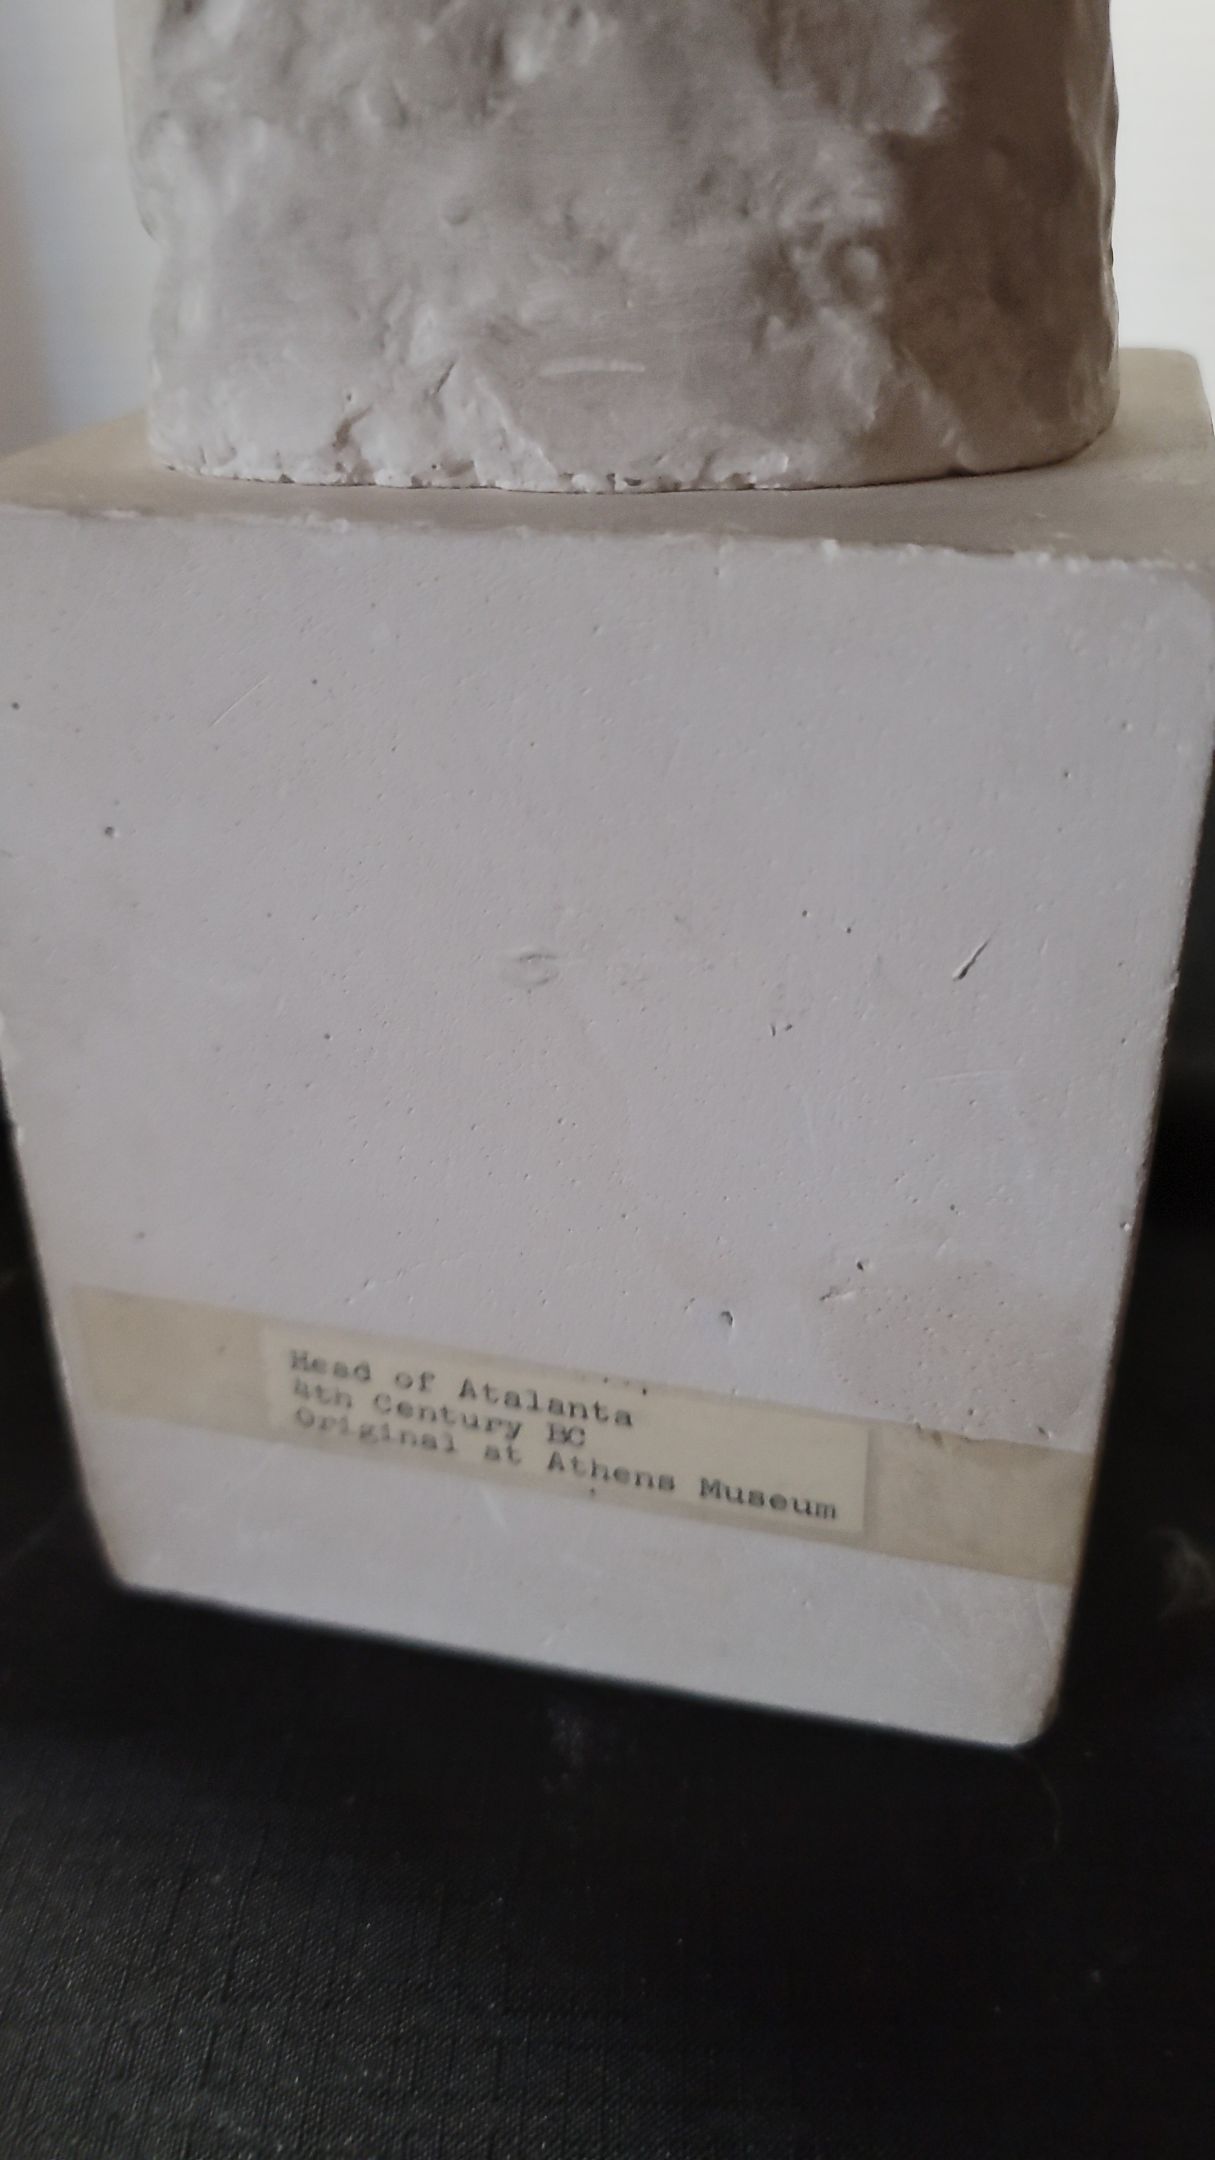 Head of Atalanta
4th Century BC
Original at Athens Museum